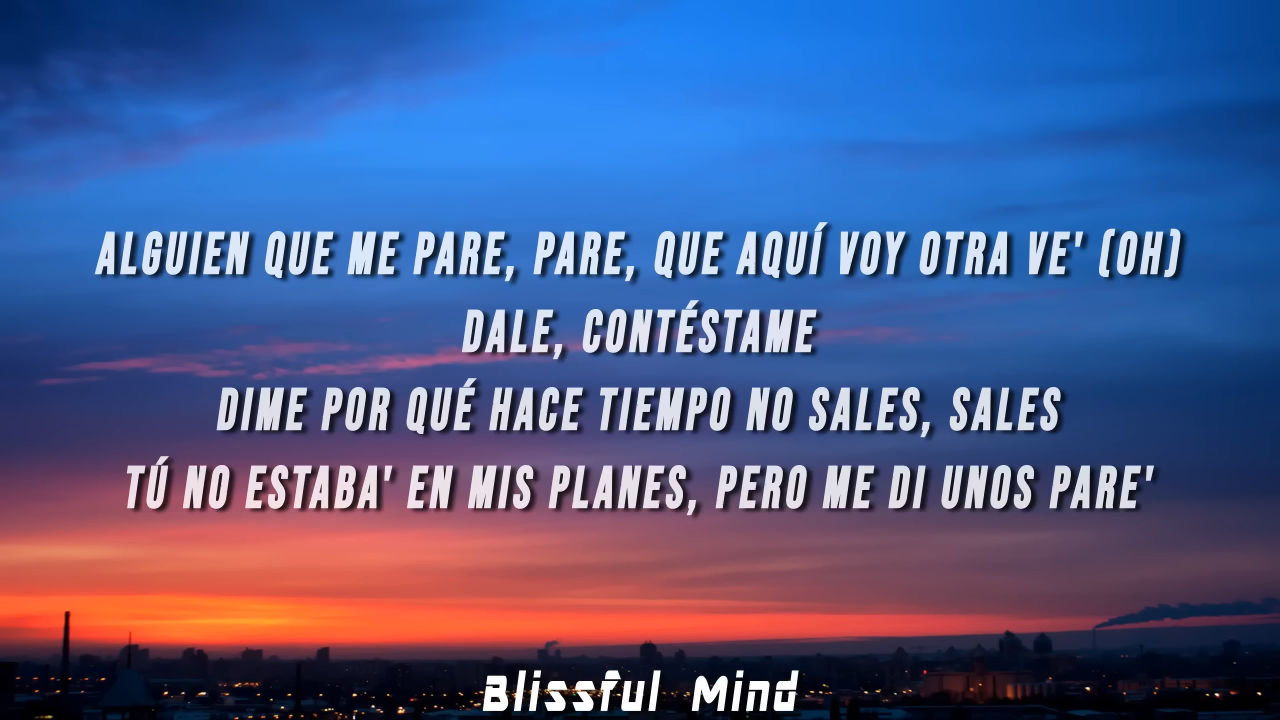 ALGUIEN QUE ME PARE, PARE, QUE AQUÍ VOY OTRA VE' (OH)
DALE, CONTÉSTAME
DIME POR QUÉ HACE TIEMPO NO SALES, SALES
TÚ NO ESTABA' EN MIS PLANES, PERO ME DI UNOS PARE'
Blissful Mind